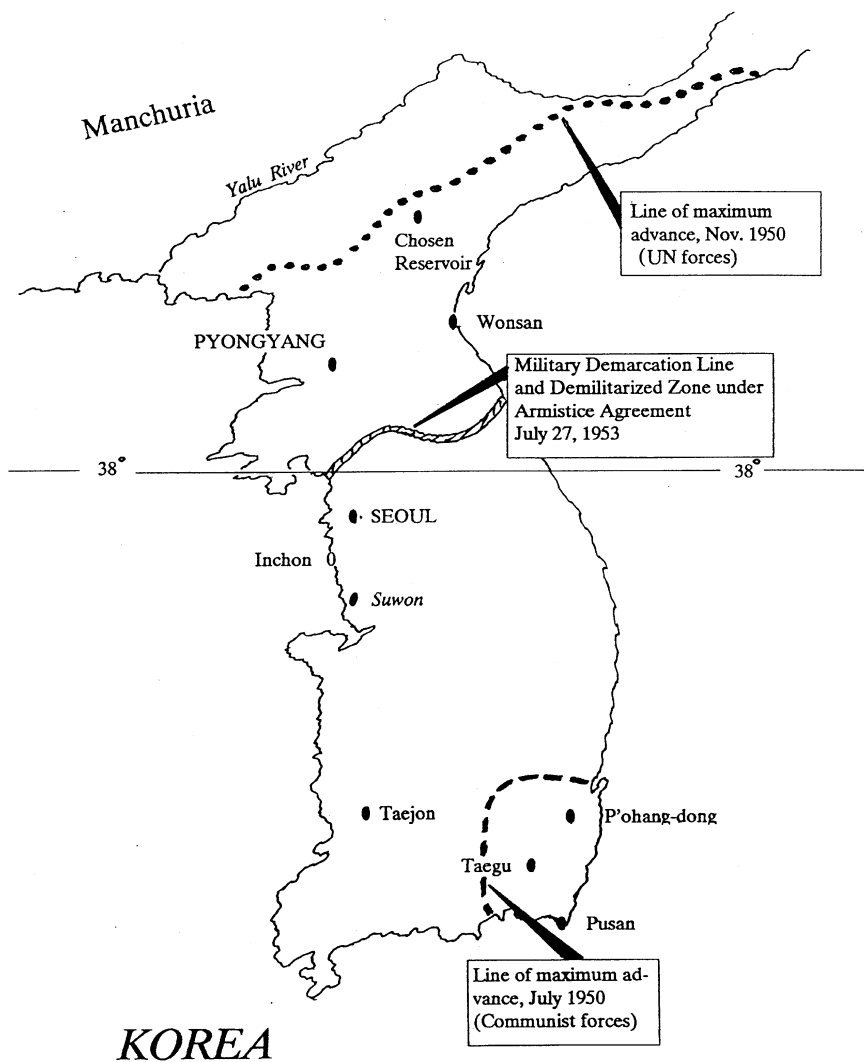 Manchuria
Yalu River
Chosen
Reservoir
Line of maximum
advance, Nov. 1950
(UN forces)
Wonsan
PYONGYANG
Military Demarcation Line
and Demilitarized Zone under
Armistice Agreement
July 27, 1953
38°
38°
SEOUL
Inchon
Suwon
Taejon
P'ohang-dong
Taegu
Pusan
Line of maximum ad-
vance, July 1950
(Communist forces)
KOREA